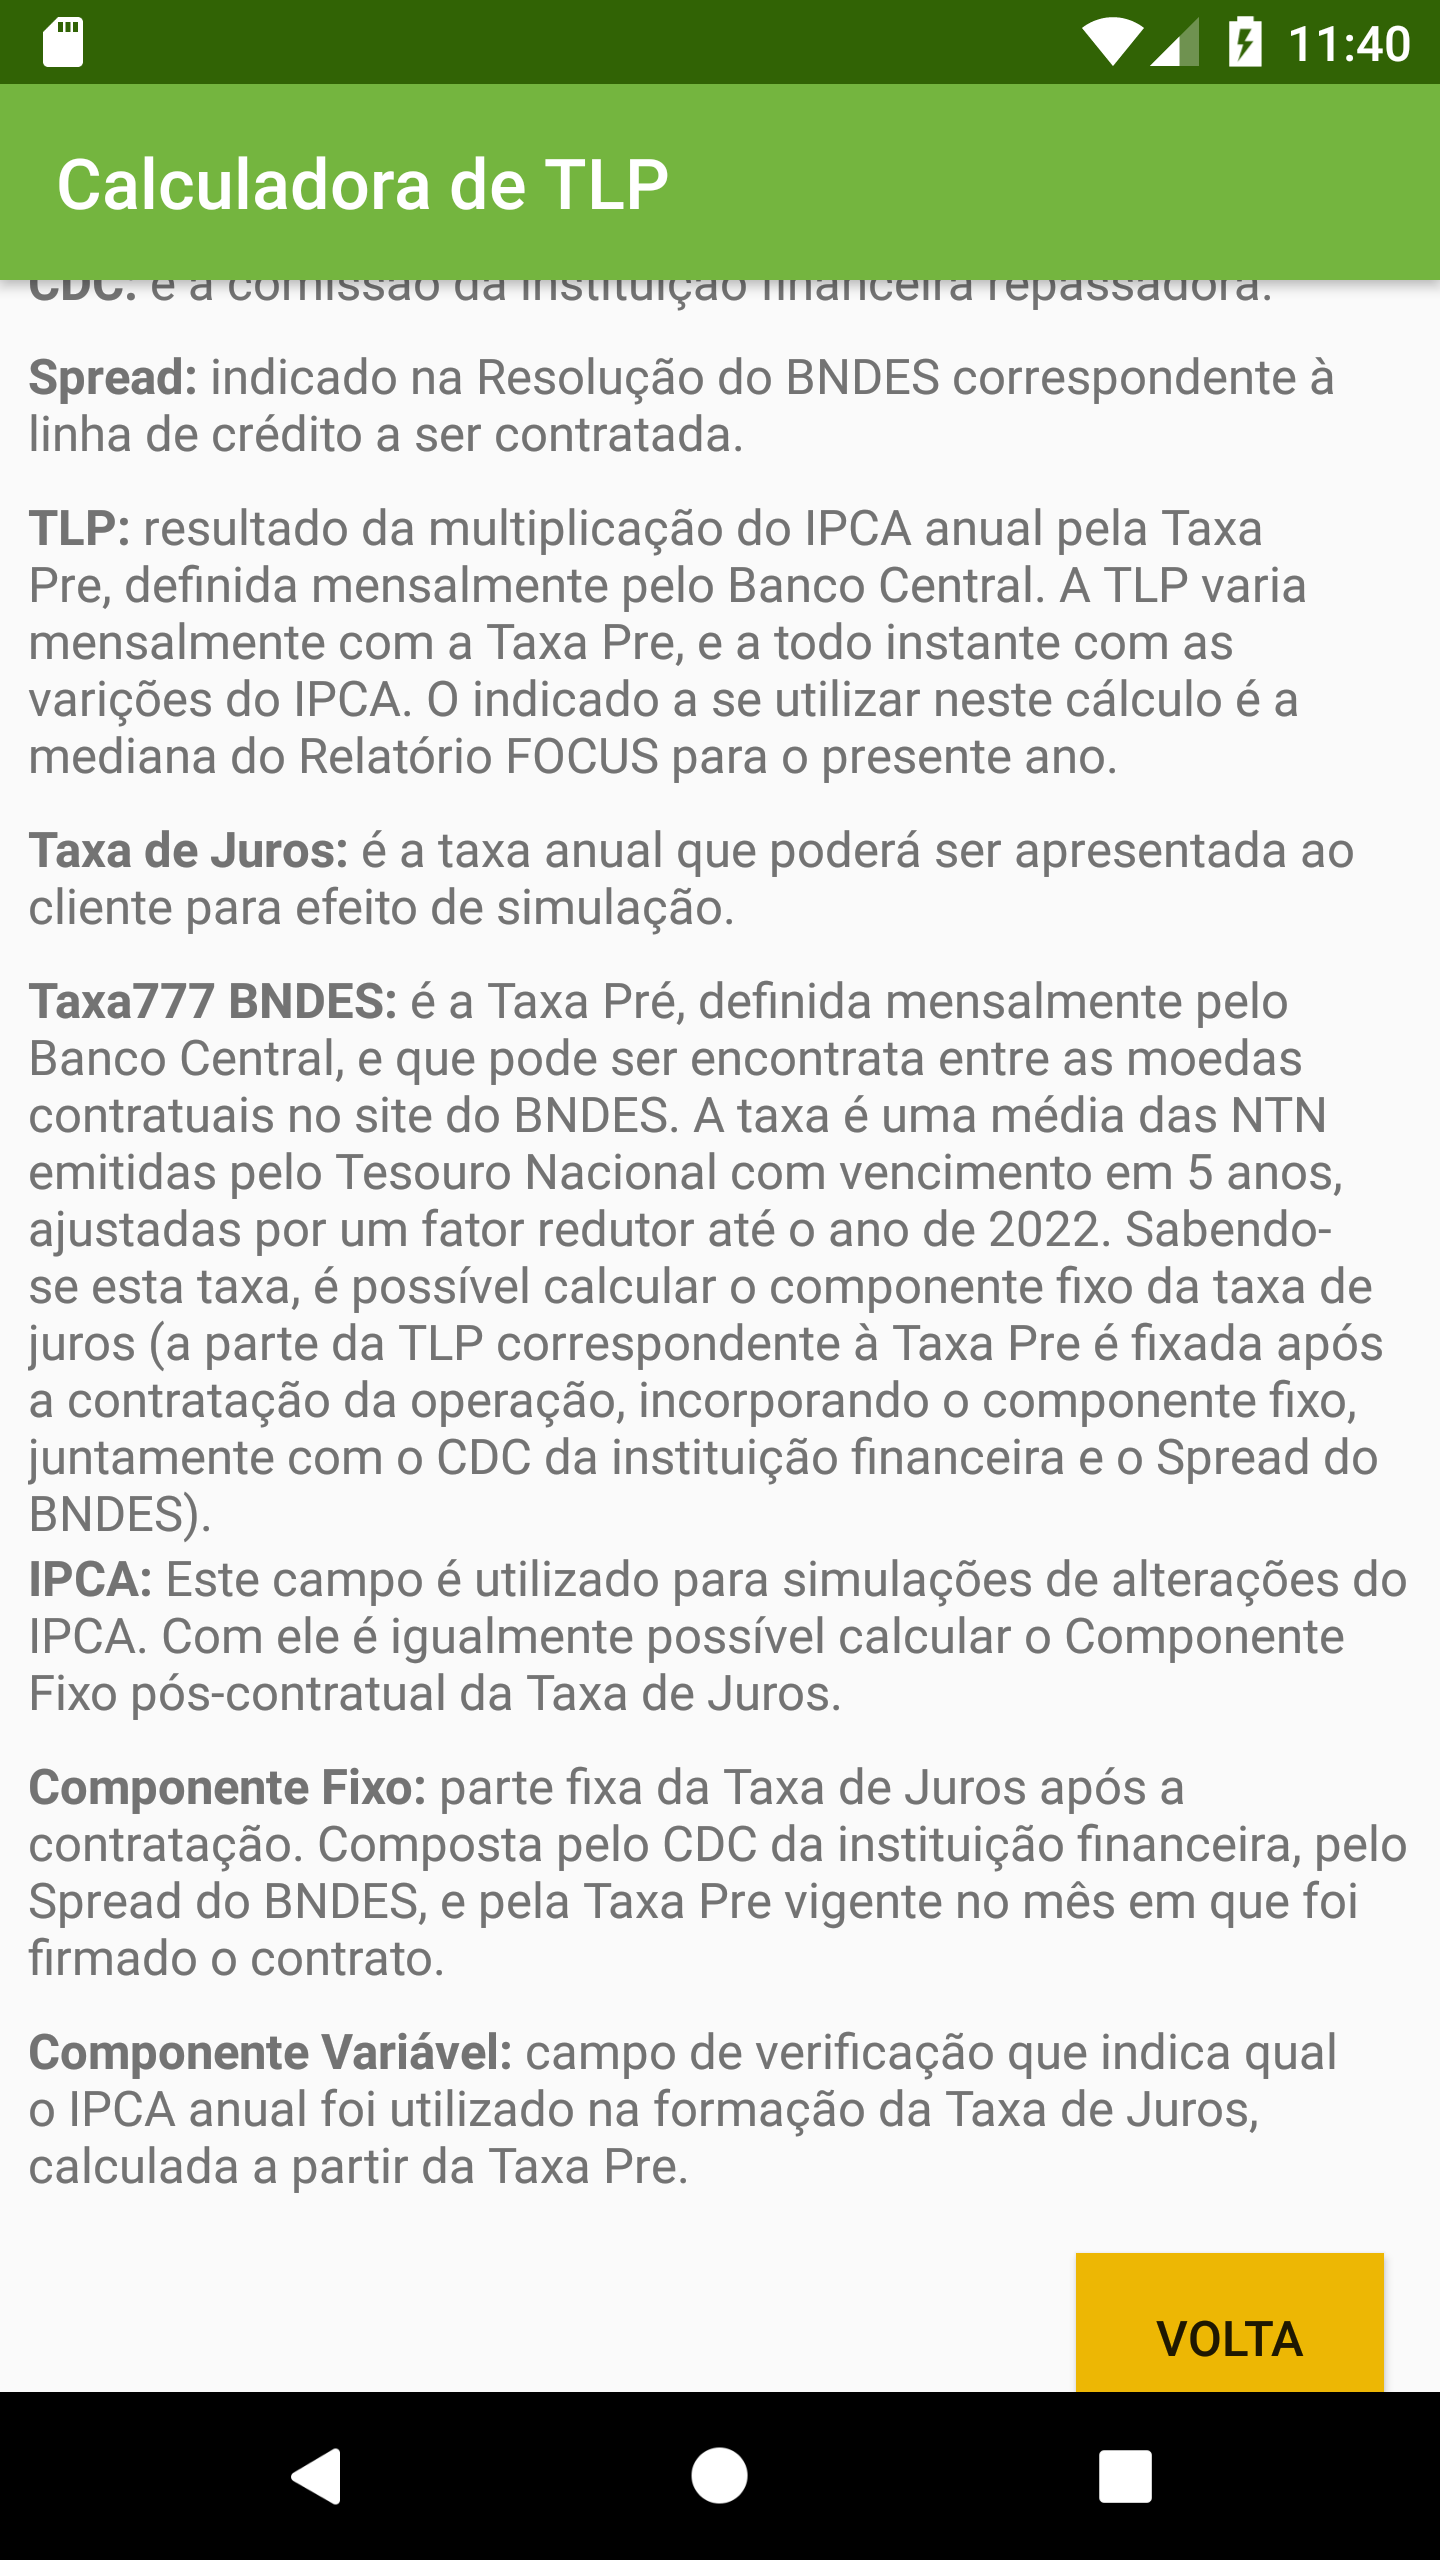 11:40
Calculadora de TLP
CDC: é a comissão da instituição financeira repassadora.
Spread: indicado na Resolução do BNDES correspondente à
linha de crédito a ser contratada.
TLP: resultado da multiplicação do IPCA anual pela Taxa
Pre, definida mensalmente pelo Banco Central. A TLP varia
mensalmente com a Taxa Pre, e a todo instante com as
varições do IPCA. O indicado a se utilizar neste cálculo é a
mediana do Relatório FOCUS para o presente ano.
Taxa de Juros: é a taxa anual que poderá ser apresentada ao
cliente para efeito de simulação.
Taxa777 BNDES: é a Taxa Pré, definida mensalmente pelo
Banco Central, e que pode ser encontrata entre as moedas
contratuais no site do BNDES. A taxa é uma média das NTN
emitidas pelo Tesouro Nacional com vencimento em 5 anos,
ajustadas por um fator redutor até o ano de 2022. Sabendo-
se esta taxa, é possível calcular o componente fixo da taxa de
juros (a parte da TLP correspondente à Taxa Pre é fixada após
a contratação da operação, incorporando o componente fixo,
juntamente com o CDC da instituição financeira e o Spread do
BNDES).
IPCA: Este campo é utilizado para simulações de alterações do
IPCA. Com ele é igualmente possível calcular o Componente
Fixo pós-contratual da Taxa de Juros.
Componente Fixo: parte fixa da Taxa de Juros após a
contratação. Composta pelo CDC da instituição financeira, pelo
Spread do BNDES, e pela Taxa Pre vigente no mês em que foi
firmado o contrato.
Componente Variável: campo de verificação que indica qual
o IPCA anual foi utilizado na formação da Taxa de Juros,
calculada a partir da Taxa Pre.
VOLTA